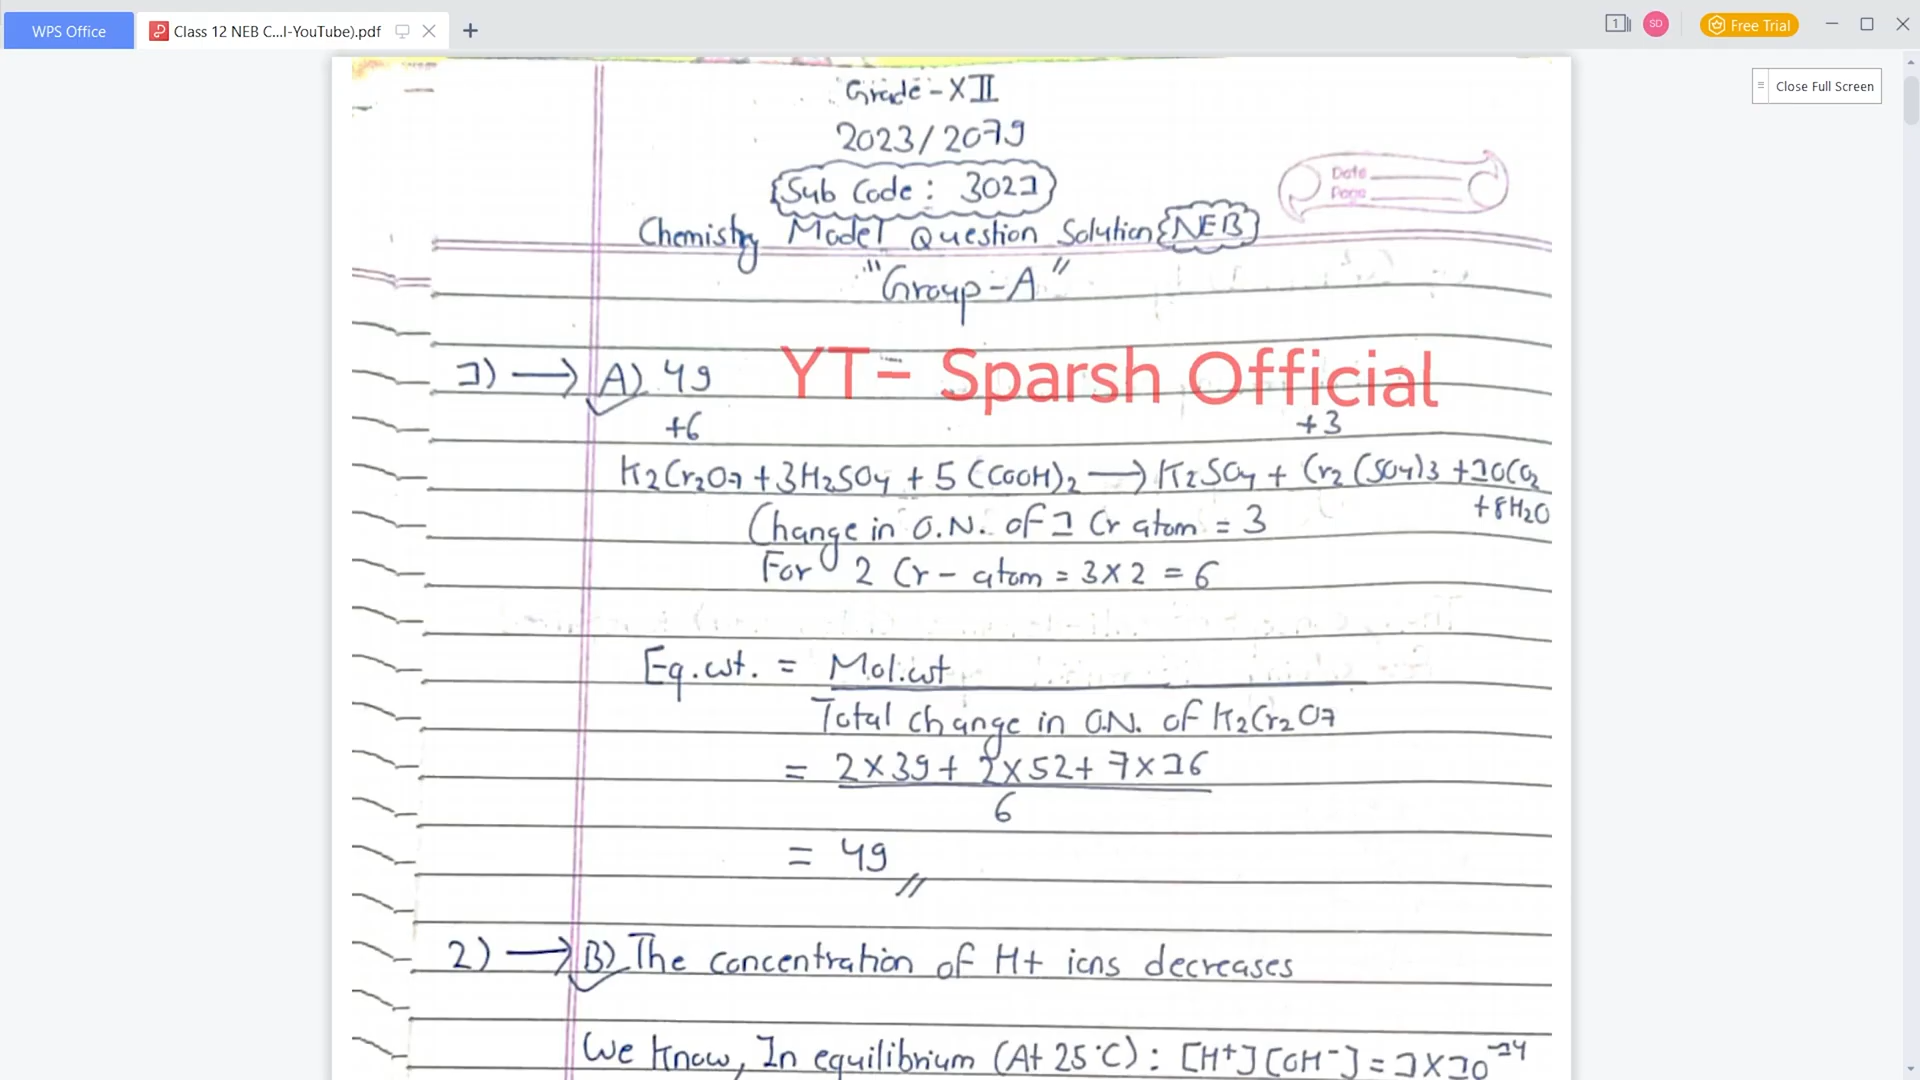 WPS Office
Class 12 NEB C...l-YouTube).pdf
1
SD
Free Trial
Close Full Screen
Grade-XII
2023/2079
Sub Code: 3021
Date
Page
Chemistry Model Question Solution {NEB}
"Group-A"
YT= Sparsh Official
1) → A) 49
+6 +3
K2Cr2O7 + 3H2SO4 + 5 (COOH)2 → K2SO4 + Cr2(SO4)3 + 10CO2
+8H2O
Change in O.N. of 1 Cr atom = 3
For 2 Cr-atom = 3×2 = 6
Eq.wt. = Mol.wt
Total change in O.N. of K2Cr2O7
= 2×39+ 2×52+ 7×16
6
= 49 //
2) → B) The concentration of H+ ions decreases
We know, In equilibrium (At 25°C): [H⁺][OH⁻] = 1×10⁻¹⁴